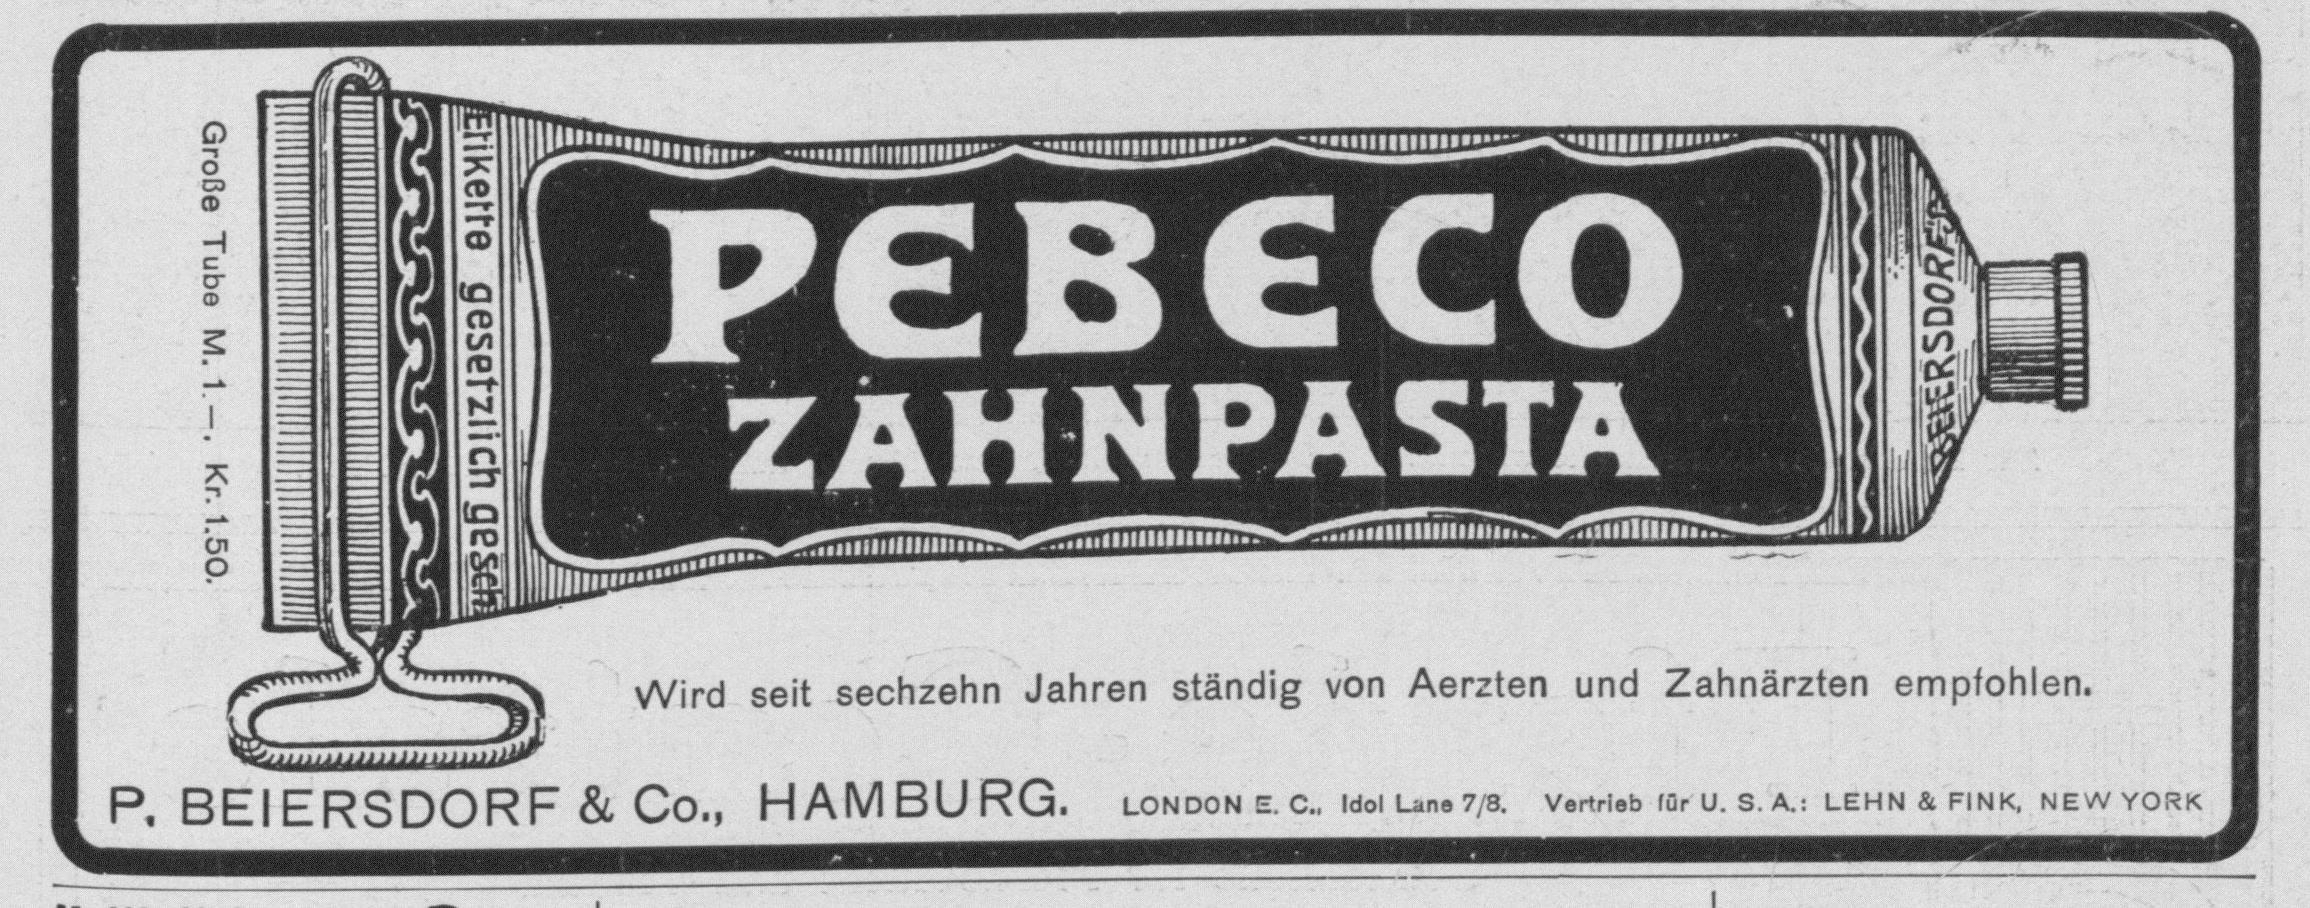 Große Tube M. 1.—, Kr. 1.50.
Etikette gesetzlich gesch
PEBECO
ZAHNPASTA
BEIERSDORF'S
Wird seit sechzehn Jahren ständig von Aerzten und Zahnärzten empfohlen.
P. BEIERSDORF & Co., HAMBURG. LONDON E. C., Idol Lane 7/8. Vertrieb für U. S. A.: LEHN & FINK, NEW YORK